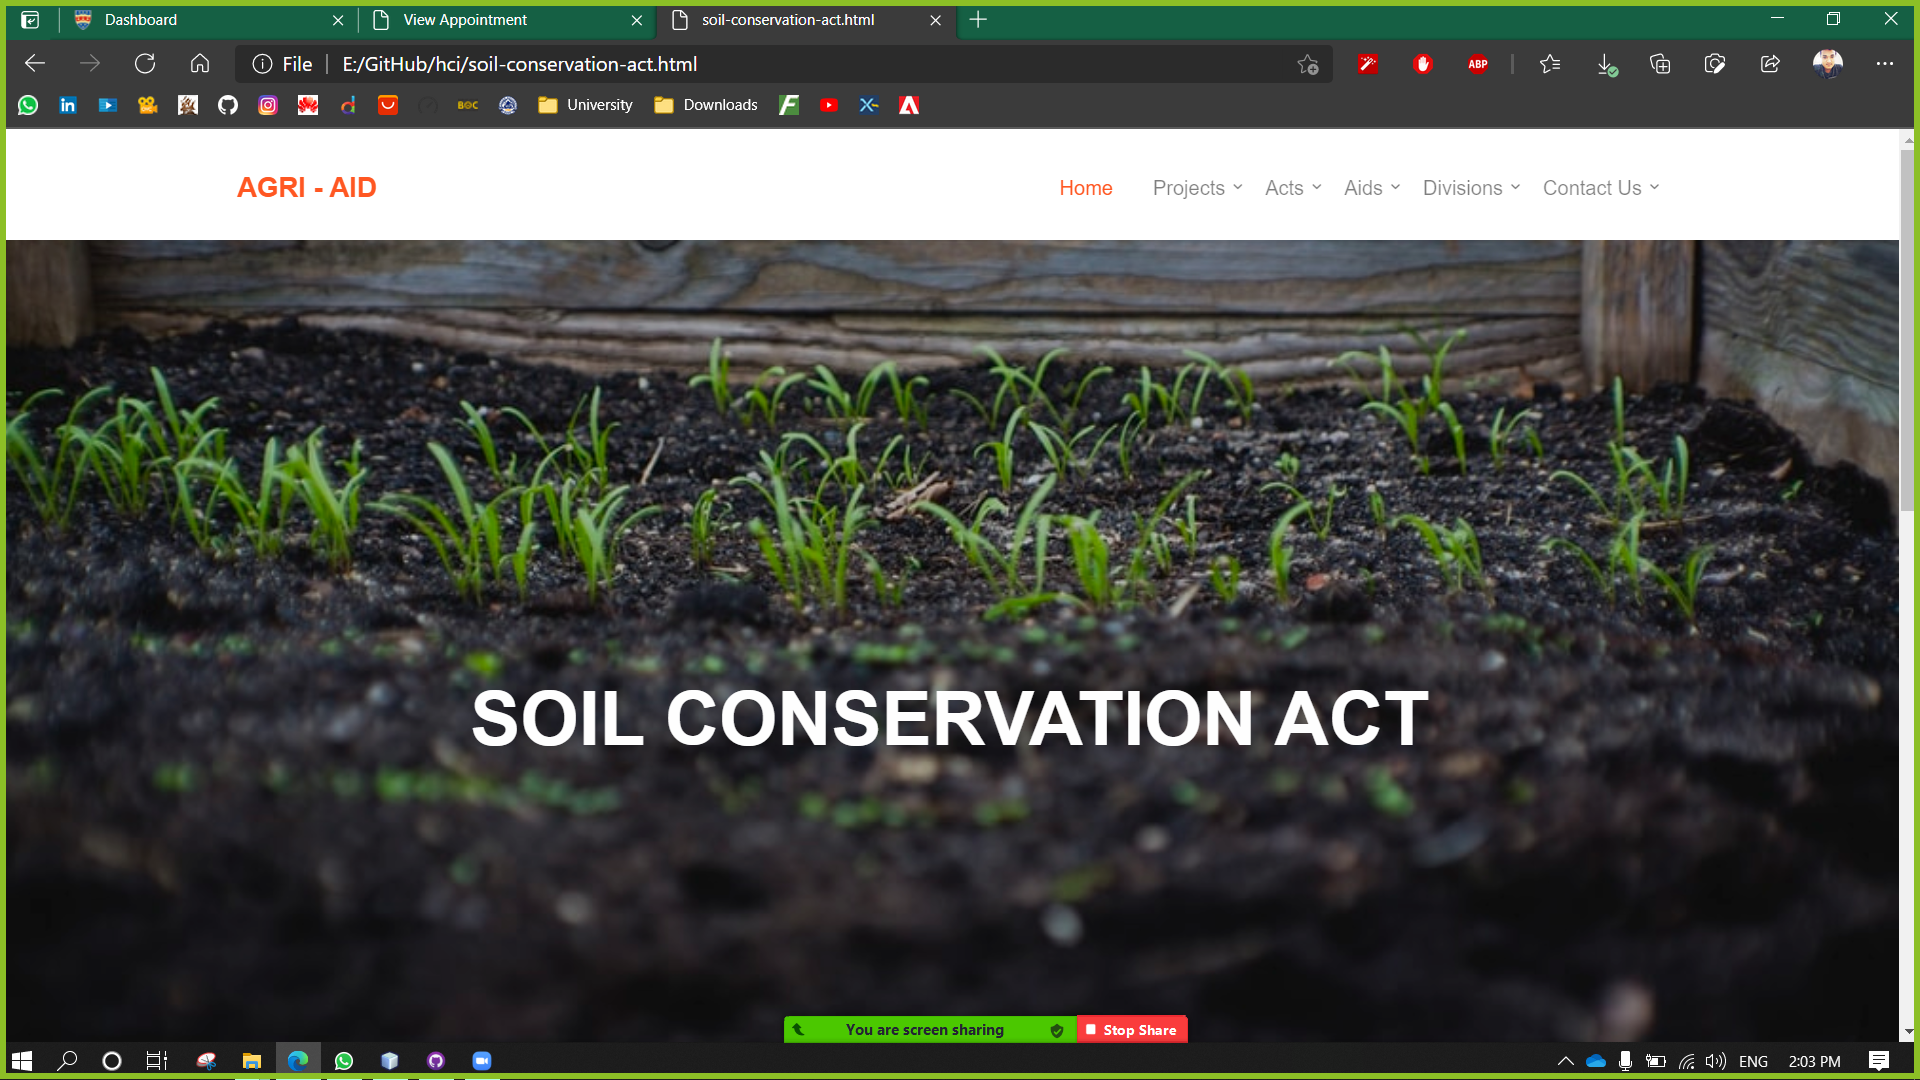 Dashboard
View Appointment
soil-conservation-act.html
File
E:/GitHub/hci/soil-conservation-act.html
ABP
BOC
University
Downloads
AGRI - AID
Home
Projects
Acts
Aids
Divisions
Contact Us
SOIL CONSERVATION ACT
You are screen sharing
Stop Share
ENG
2:03 PM